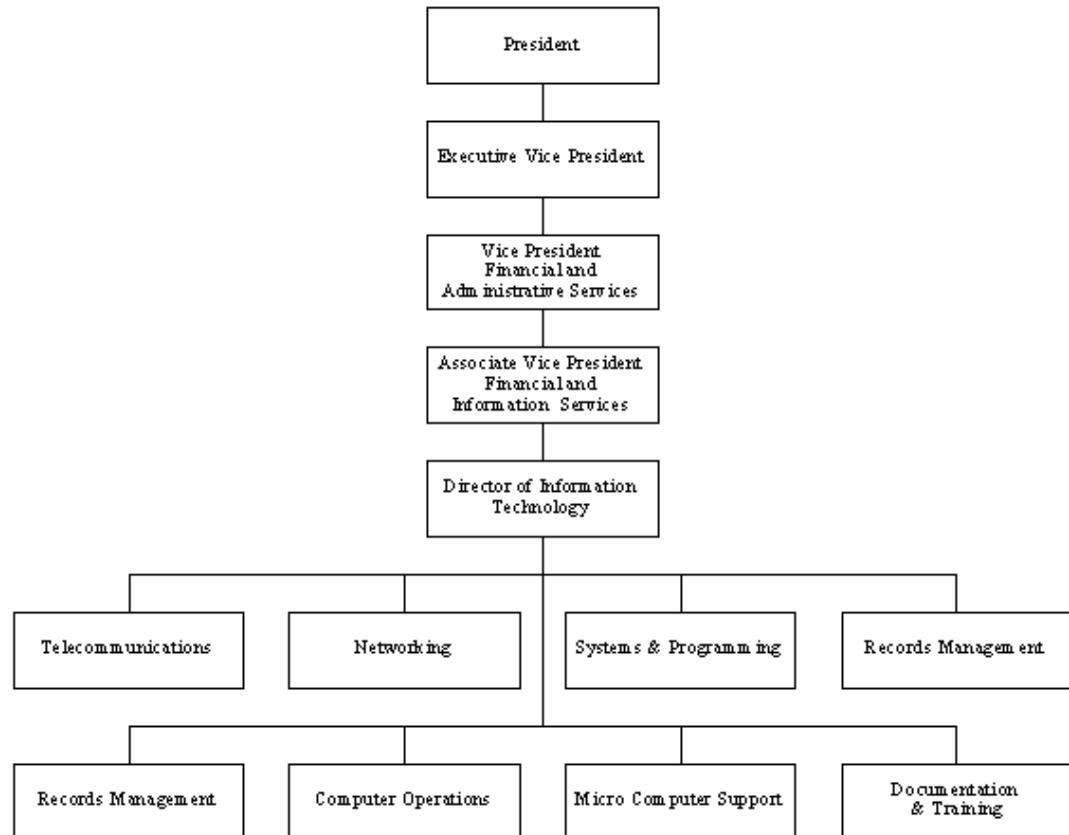 President
Executive Vice President
Vice President
Financial and
Administrative Services
Associate Vice President
Financial and
Information Services
Director of Information
Technology
Telecommunications
Networking
Systems & Programming
Records Management
Records Management
Computer Operations
Micro Computer Support
Documentation
& Training